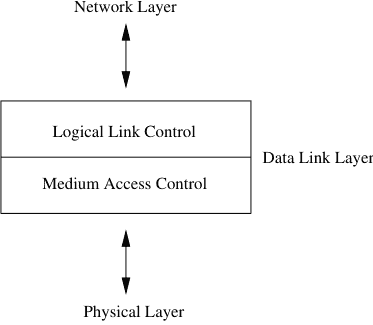 Network Layer
Logical Link Control
Data Link Layer
Medium Access Control
Physical Layer